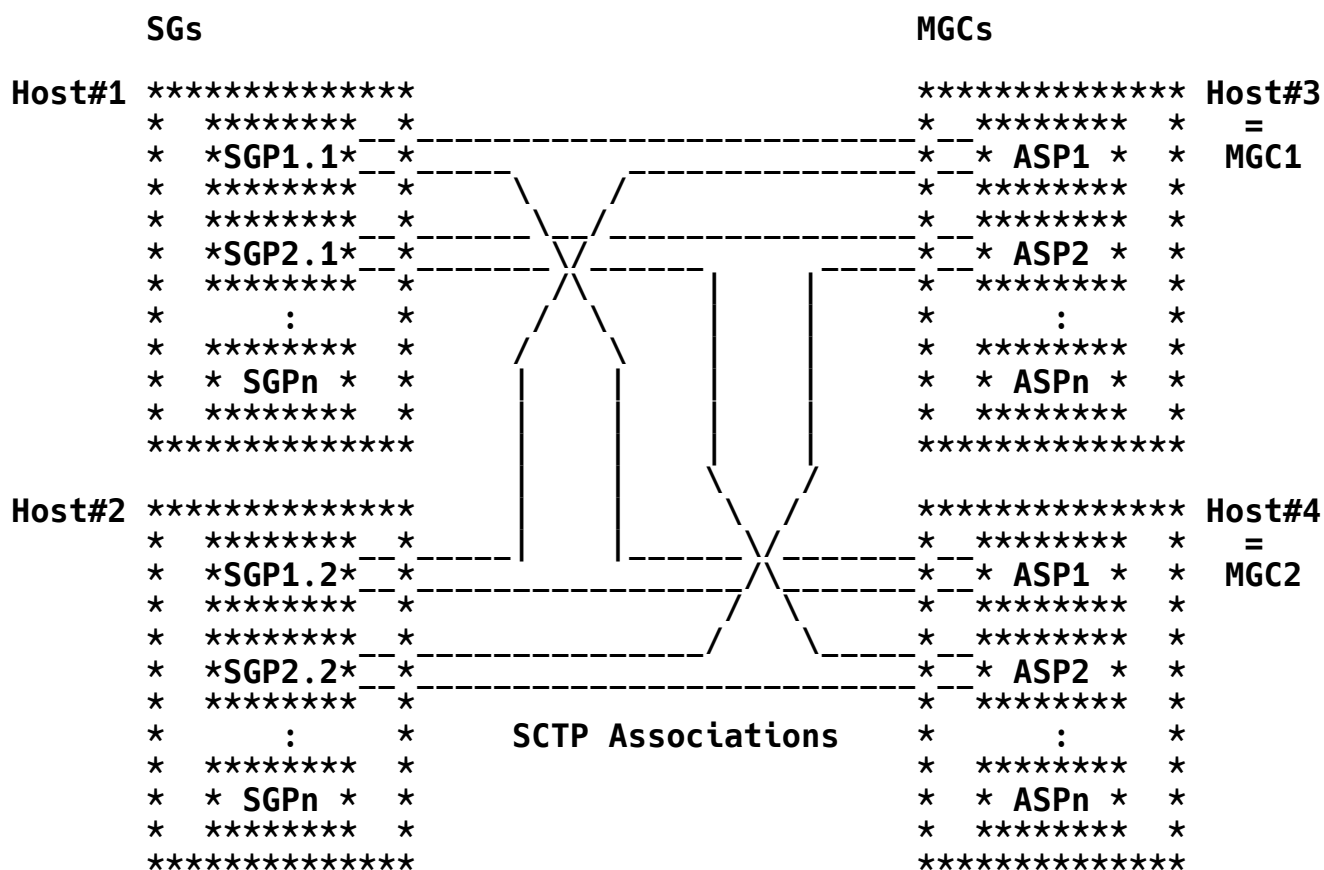 SGs MGCs
Host#1 ************** ************** Host#3
* ******** * * ******** * =
* *SGP1.1* * * * ASP1 * * MGC1
* ******** * * ******** *
* ******** * * ******** *
* *SGP2.1* * * * ASP2 * *
* ******** * * ******** *
* : * * : *
* ******** * * ******** *
* * SGPn * * * * ASPn * *
* ******** * * ******** *
************** **************
Host#2 ************** ************** Host#4
* ******** * * ******** * =
* *SGP1.2* * * * ASP1 * * MGC2
* ******** * * ******** *
* ******** * * ******** *
* *SGP2.2* * * * ASP2 * *
* ******** * * ******** *
* : * SCTP Associations * : *
* ******** * * ******** *
* * SGPn * * * * ASPn * *
* ******** * * ******** *
************** **************